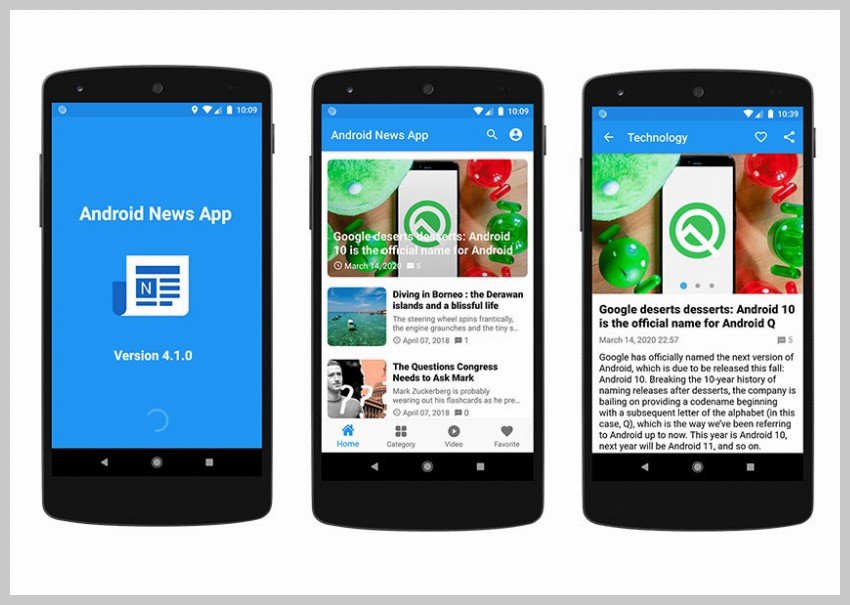 10:09
Android News App
N
Version 4.1.0
10:09
Android News App
Google deserts desserts: Android
10 is the official name for Android
March 14, 2020 5
Diving in Borneo : the Derawan
islands and a blissful life
The steering wheel spins frantically,
the engine graunches and the tiny s...
April 07, 2018 1
The Questions Congress
Needs to Ask Mark
Mark Zuckerberg is probably
wearing out his flashcards as he pre...
April 07, 2018 0
Home Category Video Favorite
10:39
Technology
Google deserts desserts: Android 10
is the official name for Android Q
March 14, 2020 22:57 5
Google has officially named the next version of
Android, which is due to be released this fall:
Android 10. Breaking the 10-year history of
naming releases after desserts, the company is
bailing on providing a codename beginning
with a subsequent letter of the alphabet (in this
case, Q), which is the way we've been referring
to Android up to now. This year is Android 10,
next year will be Android 11, and so on.